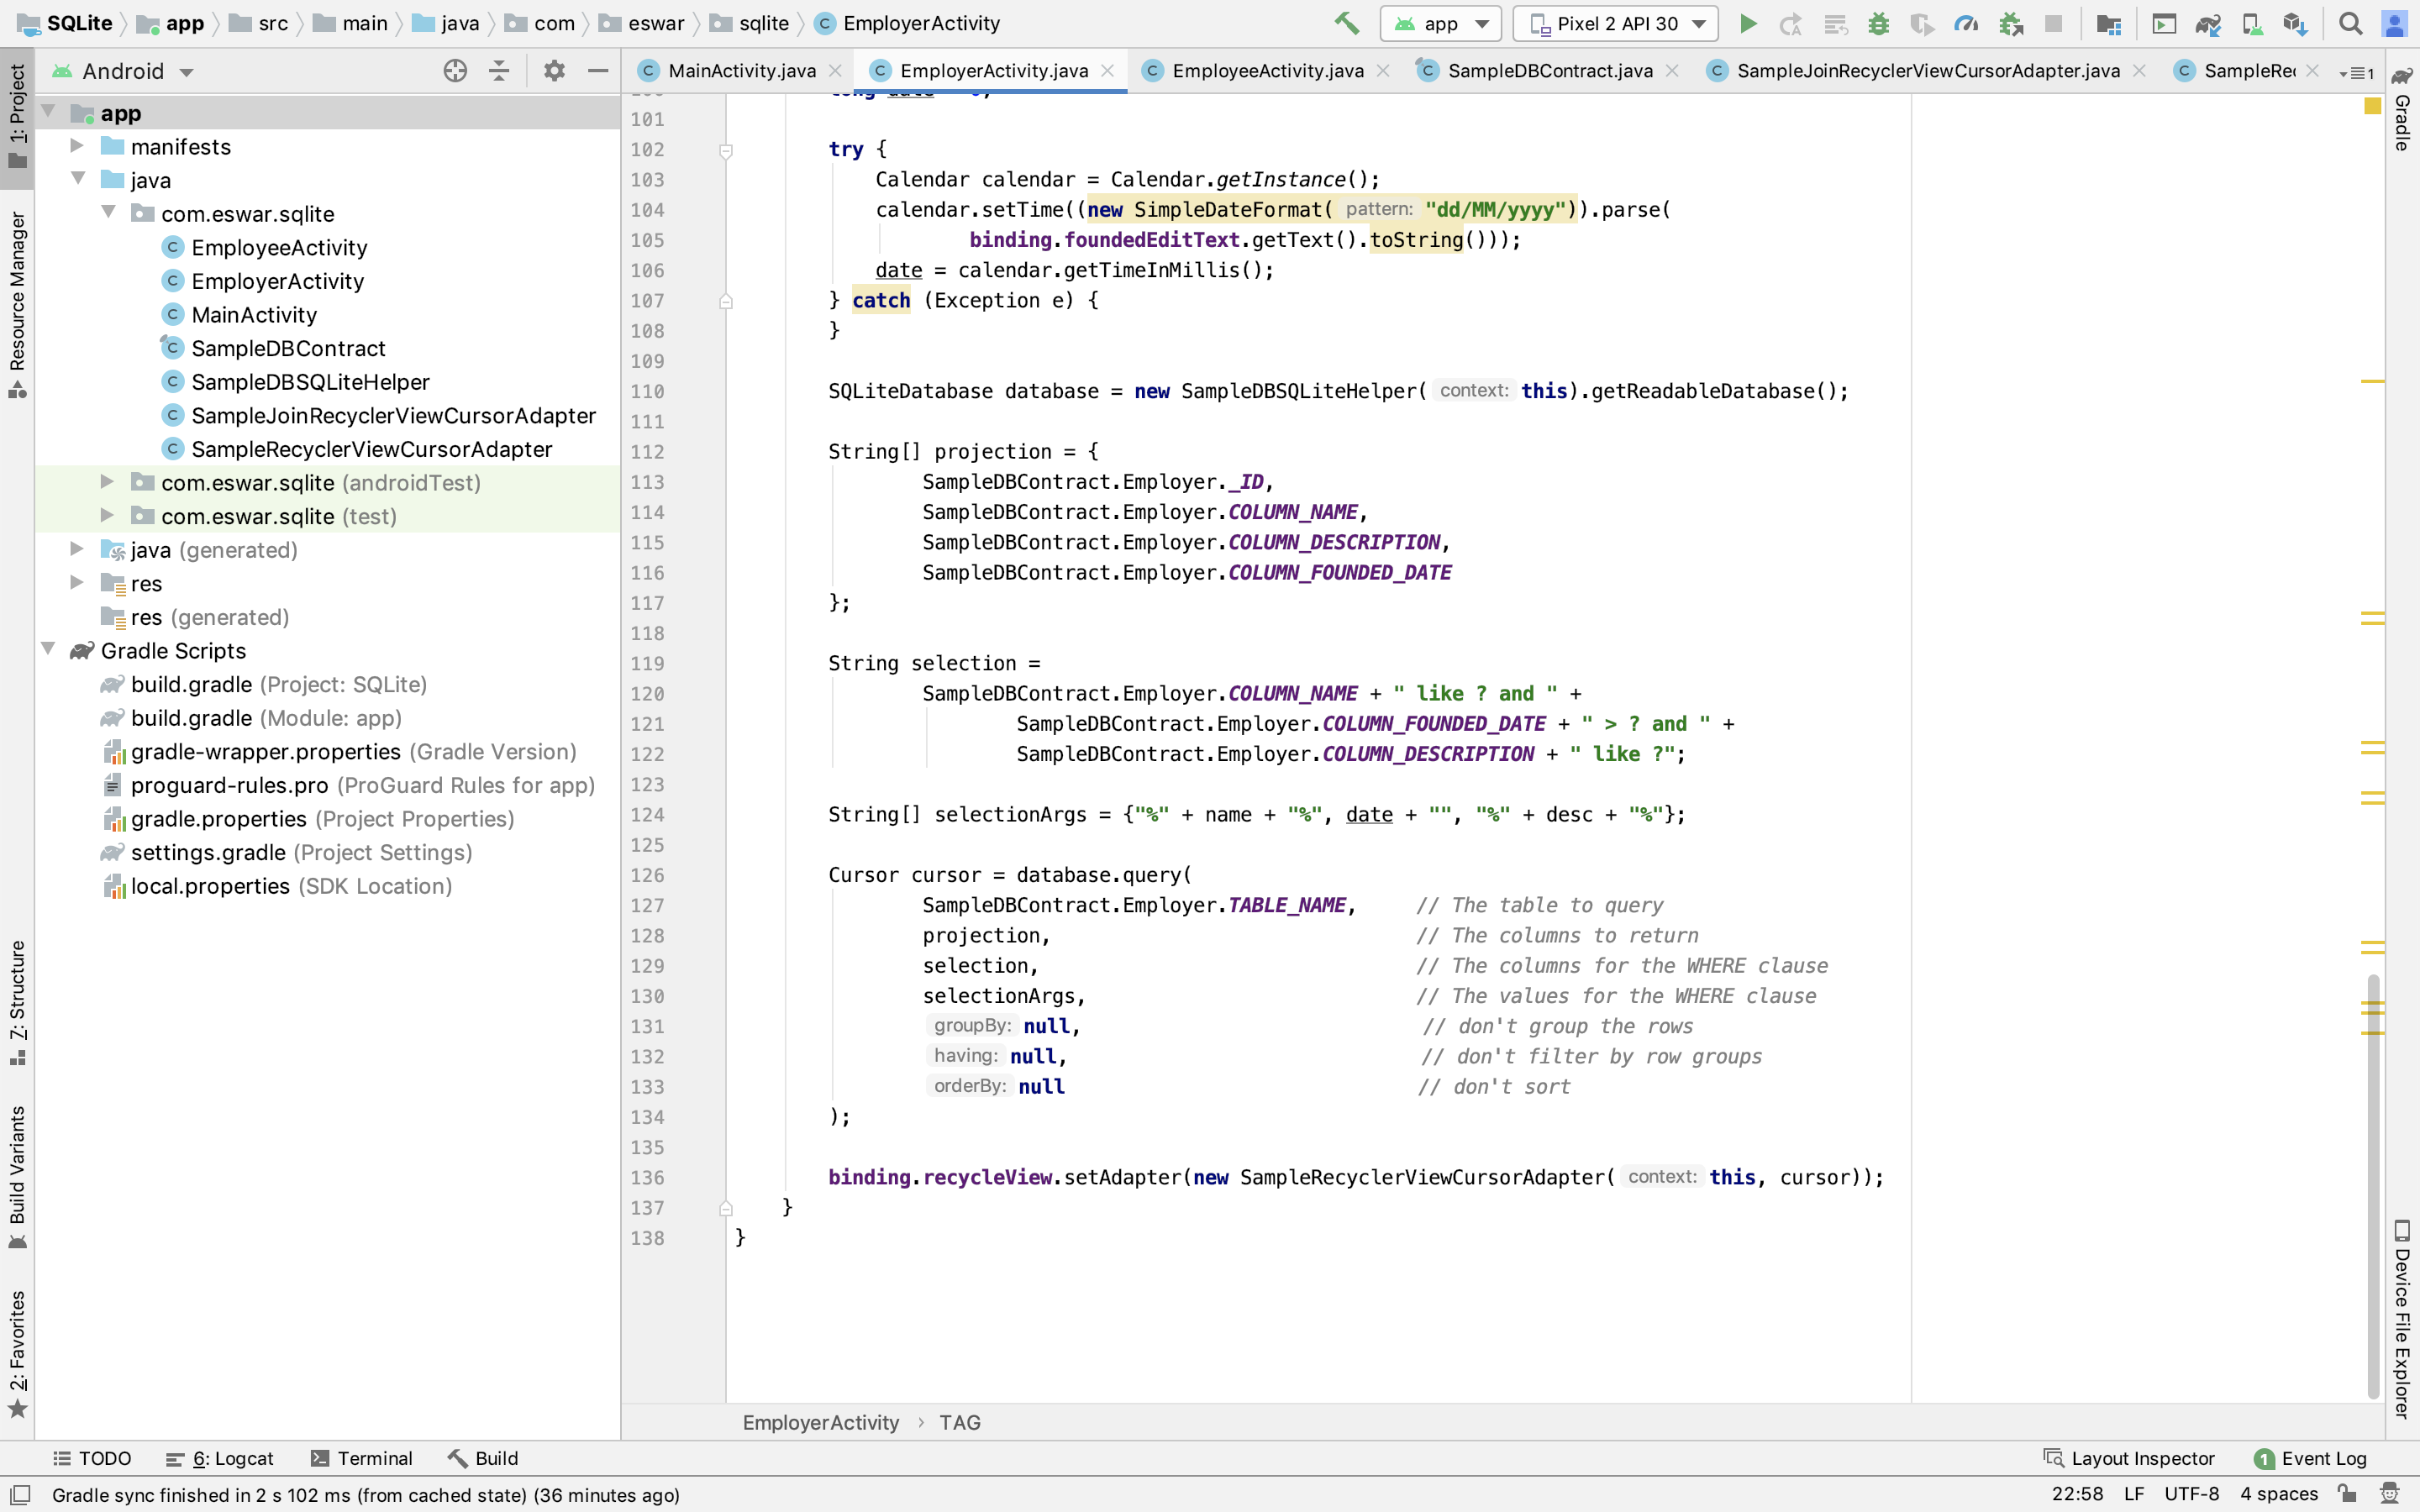 SQLite app src main java com eswar sqlite EmployerActivity app Pixel 2 API 30
1: Project
Resource Manager
Z: Structure
Build Variants
2: Favorites
Android
app
manifests
java
com.eswar.sqlite
EmployeeActivity
EmployerActivity
MainActivity
SampleDBContract
SampleDBSQLiteHelper
SampleJoinRecyclerViewCursorAdapter
SampleRecyclerViewCursorAdapter
com.eswar.sqlite (androidTest)
com.eswar.sqlite (test)
java (generated)
res
res (generated)
Gradle Scripts
build.gradle (Project: SQLite)
build.gradle (Module: app)
gradle-wrapper.properties (Gradle Version)
proguard-rules.pro (ProGuard Rules for app)
gradle.properties (Project Properties)
settings.gradle (Project Settings)
local.properties (SDK Location)
MainActivity.java EmployerActivity.java EmployeeActivity.java SampleDBContract.java SampleJoinRecyclerViewCursorAdapter.java SampleRe 1
101
102 try {
103 Calendar calendar = Calendar.getInstance();
104 calendar.setTime((new SimpleDateFormat( pattern: "dd/MM/yyyy")).parse(
105 binding.foundedEditText.getText().toString()));
106 date = calendar.getTimeInMillis();
107 } catch (Exception e) {
108 }
109
110 SQLiteDatabase database = new SampleDBSQLiteHelper( context: this).getReadableDatabase();
111
112 String[] projection = {
113 SampleDBContract.Employer._ID,
114 SampleDBContract.Employer.COLUMN_NAME,
115 SampleDBContract.Employer.COLUMN_DESCRIPTION,
116 SampleDBContract.Employer.COLUMN_FOUNDED_DATE
117 };
118
119 String selection =
120 SampleDBContract.Employer.COLUMN_NAME + " like ? and " +
121 SampleDBContract.Employer.COLUMN_FOUNDED_DATE + " > ? and " +
122 SampleDBContract.Employer.COLUMN_DESCRIPTION + " like ?";
123
124 String[] selectionArgs = {"%" + name + "%", date + "", "%" + desc + "%"};
125
126 Cursor cursor = database.query(
127 SampleDBContract.Employer.TABLE_NAME, // The table to query
128 projection, // The columns to return
129 selection, // The columns for the WHERE clause
130 selectionArgs, // The values for the WHERE clause
131 groupBy: null, // don't group the rows
132 having: null, // don't filter by row groups
133 orderBy: null // don't sort
134 );
135
136 binding.recycleView.setAdapter(new SampleRecyclerViewCursorAdapter( context: this, cursor));
137 }
138 }
EmployerActivity › TAG
Gradle
Device File Explorer
TODO 6: Logcat Terminal Build Layout Inspector 1 Event Log
Gradle sync finished in 2 s 102 ms (from cached state) (36 minutes ago) 22:58 LF UTF-8 4 spaces